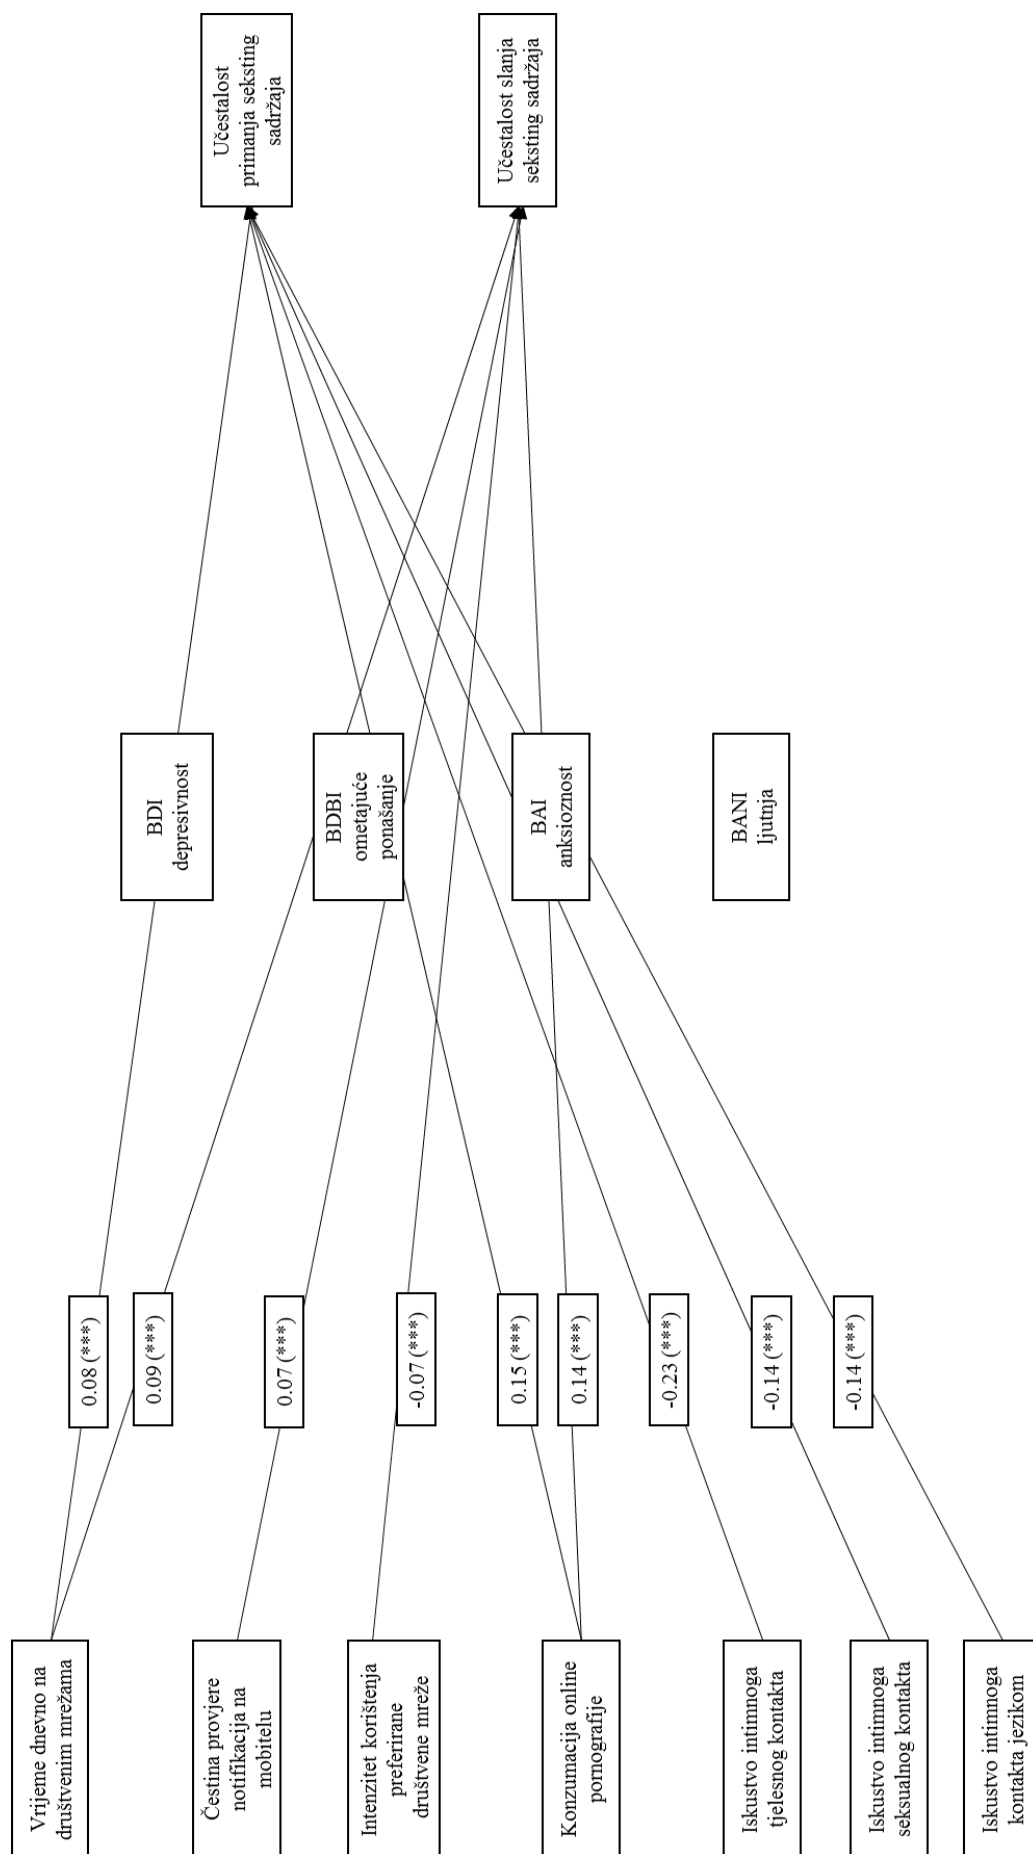 Vrijeme dnevno na
društvenim mrežama
Čestina provjere
notifikacija na
mobitelu
Intenzitet korištenja
preferirane
društvene mreže
Konzumacija online
pornografije
Iskustvo intimnoga
tjelesnog kontakta
Iskustvo intimnoga
seksualnog kontakta
Iskustvo intimnoga
kontakta jezikom
0.08 (***)
0.09 (***)
0.07 (***)
-0.07 (***)
0.15 (***)
0.14 (***)
-0.23 (***)
-0.14 (***)
-0.14 (***)
BDI
depresivnost
BDBI
ometajuće
ponašanje
BAI
anksioznost
BANI
ljutnja
Učestalost
primanja seksting
sadržaja
Učestalost slanja
seksting sadržaja